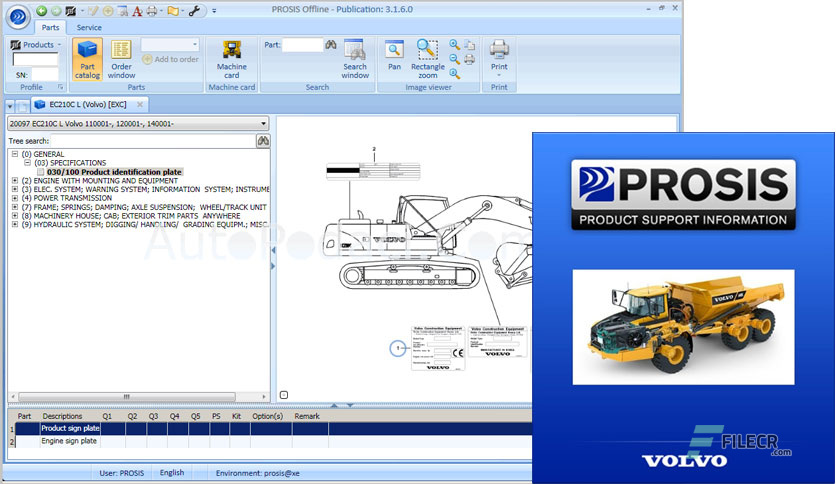 PROSIS Offline - Publication: 3.1.6.0
Parts Service
Products
SN:
Profile
Part catalog
Order window
Add to order
Parts
Machine card
Machine card
Part:
Search window
Search
Pan
Rectangle zoom
Image viewer
Print
Print
EC210C L (Volvo) [EXC]
20097 EC210C L Volvo 110001-, 120001-, 140001-
Tree search:
(0) GENERAL
(03) SPECIFICATIONS
030/100 Product identification plate
(2) ENGINE WITH MOUNTING AND EQUIPMENT
(3) ELEC. SYSTEM; WARNING SYSTEM; INFORMATION SYSTEM; INSTRUME
(4) POWER TRANSMISSION
(7) FRAME; SPRINGS; DAMPING; AXLE SUSPENSION; WHEEL/TRACK UNIT
(8) MACHINERY HOUSE; CAB; EXTERIOR TRIM PARTS ANYWHERE
(9) HYDRAULIC SYSTEM; DIGGING/ HANDLING/ GRADING EQUIPM.; MISC.
2
VOLVO
1
Volvo Construction Equipment
CE
VOLVO
Volvo Construction Equipment
VOLVO
Part Descriptions Q1 Q2 Q3 Q4 Q5 PS Kit Option(s) Remark
1 Product sign plate
2 Engine sign plate
User: PROSIS English Environment: prosis@xe
PROSIS
PRODUCT SUPPORT INFORMATION
VOLVO
FILECR
.com
VOLVO